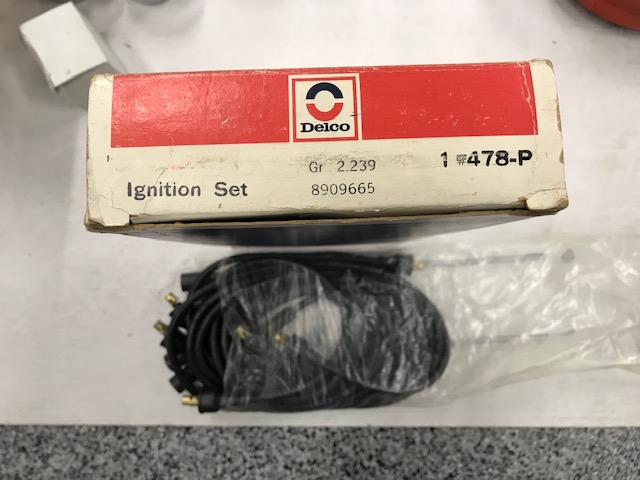 Delco
Gr 2.239
1 #478-P
Ignition Set
8909665